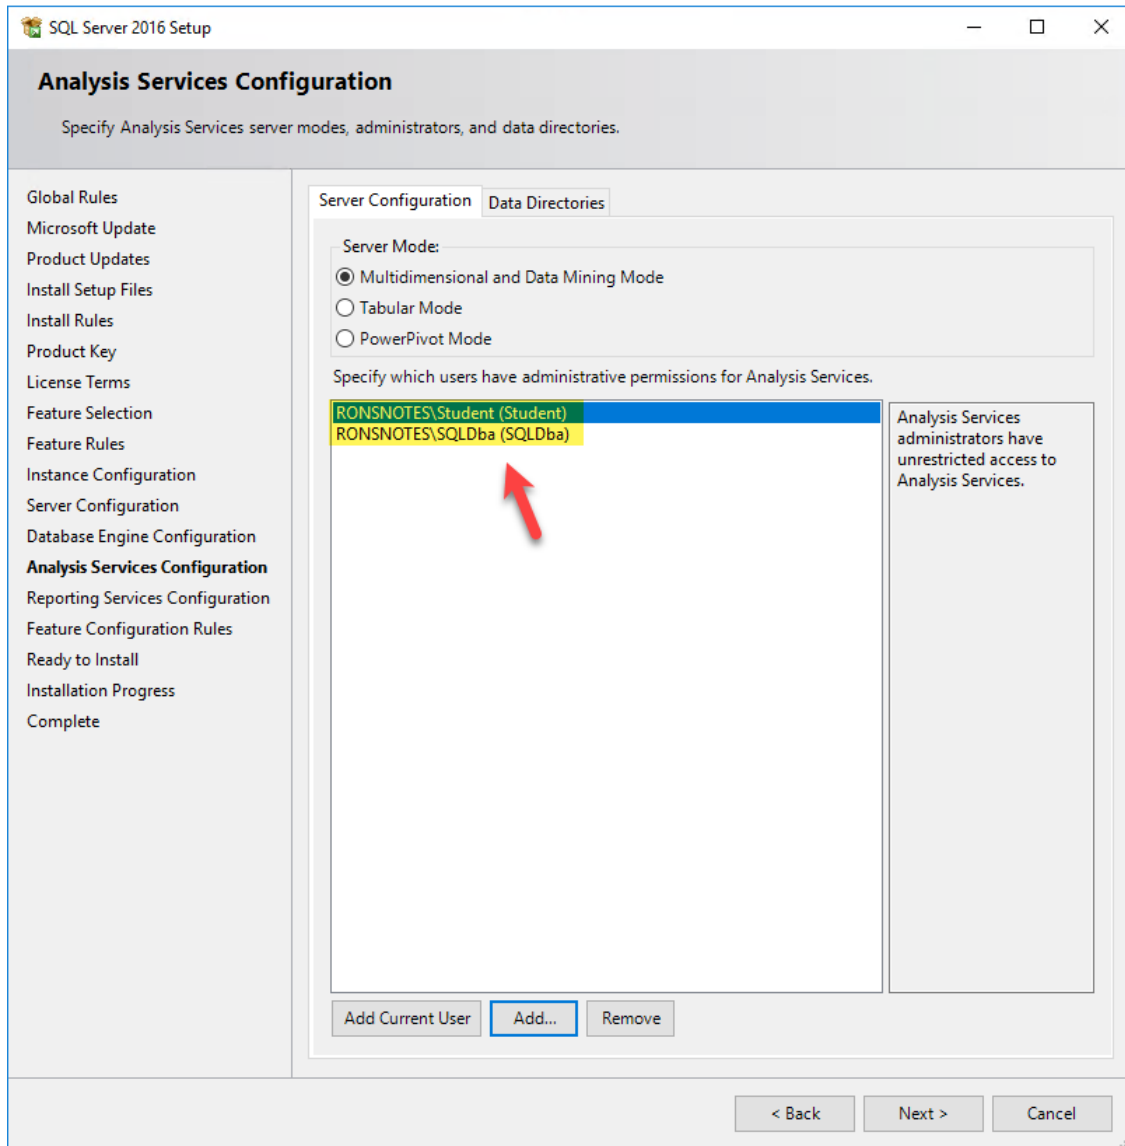 SQL Server 2016 Setup
Analysis Services Configuration
Specify Analysis Services server modes, administrators, and data directories.
Global Rules
Microsoft Update
Product Updates
Install Setup Files
Install Rules
Product Key
License Terms
Feature Selection
Feature Rules
Instance Configuration
Server Configuration
Database Engine Configuration
Analysis Services Configuration
Reporting Services Configuration
Feature Configuration Rules
Ready to Install
Installation Progress
Complete
Server Configuration
Data Directories
Server Mode:
Multidimensional and Data Mining Mode
Tabular Mode
PowerPivot Mode
Specify which users have administrative permissions for Analysis Services.
RONSNOTES\Student (Student)
RONSNOTES\SQLDba (SQLDba)
Analysis Services
administrators have
unrestricted access to
Analysis Services.
Add Current User
Add...
Remove
< Back
Next >
Cancel